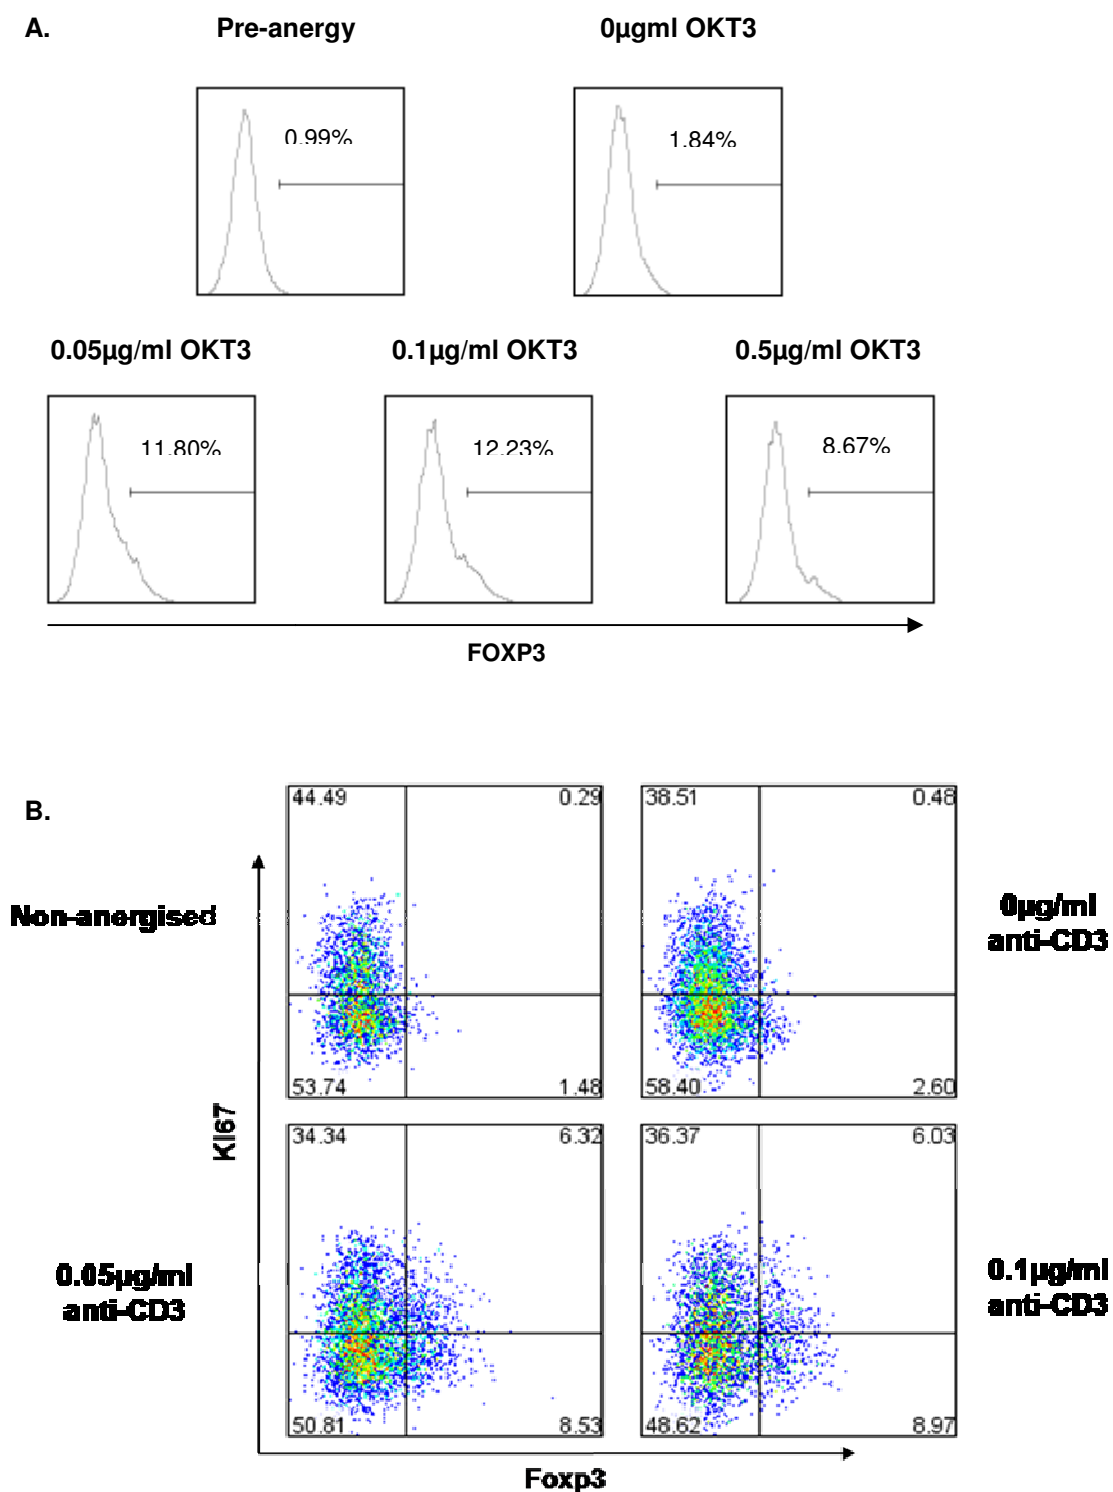 A.
Pre-anergy
0µgml OKT3
0.99%
1.84%
0.05µg/ml OKT3
0.1µg/ml OKT3
0.5µg/ml OKT3
11.80%
12.23%
8.67%
FOXP3
B.
44.49 0.29
38.51 0.48
Non-anergised
0µg/ml
anti-CD3
53.74 1.48
58.40 2.60
KI67
34.34 6.32
36.37 6.03
0.05µg/ml
anti-CD3
0.1µg/ml
anti-CD3
50.81 8.53
48.62 8.97
Foxp3